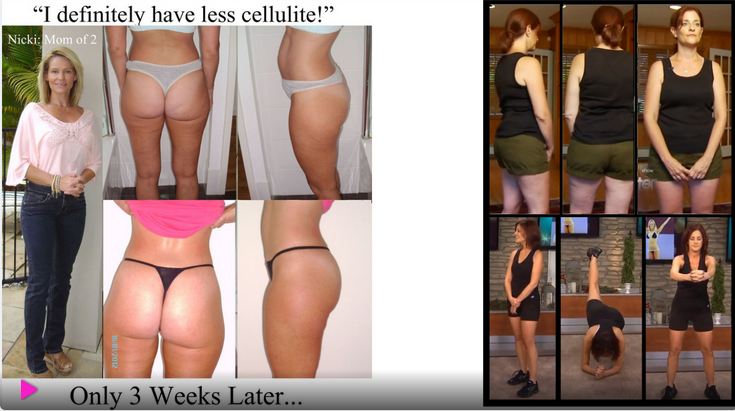 “I definitely have less cellulite!”
Nicki: Mom of 2
Only 3 Weeks Later...